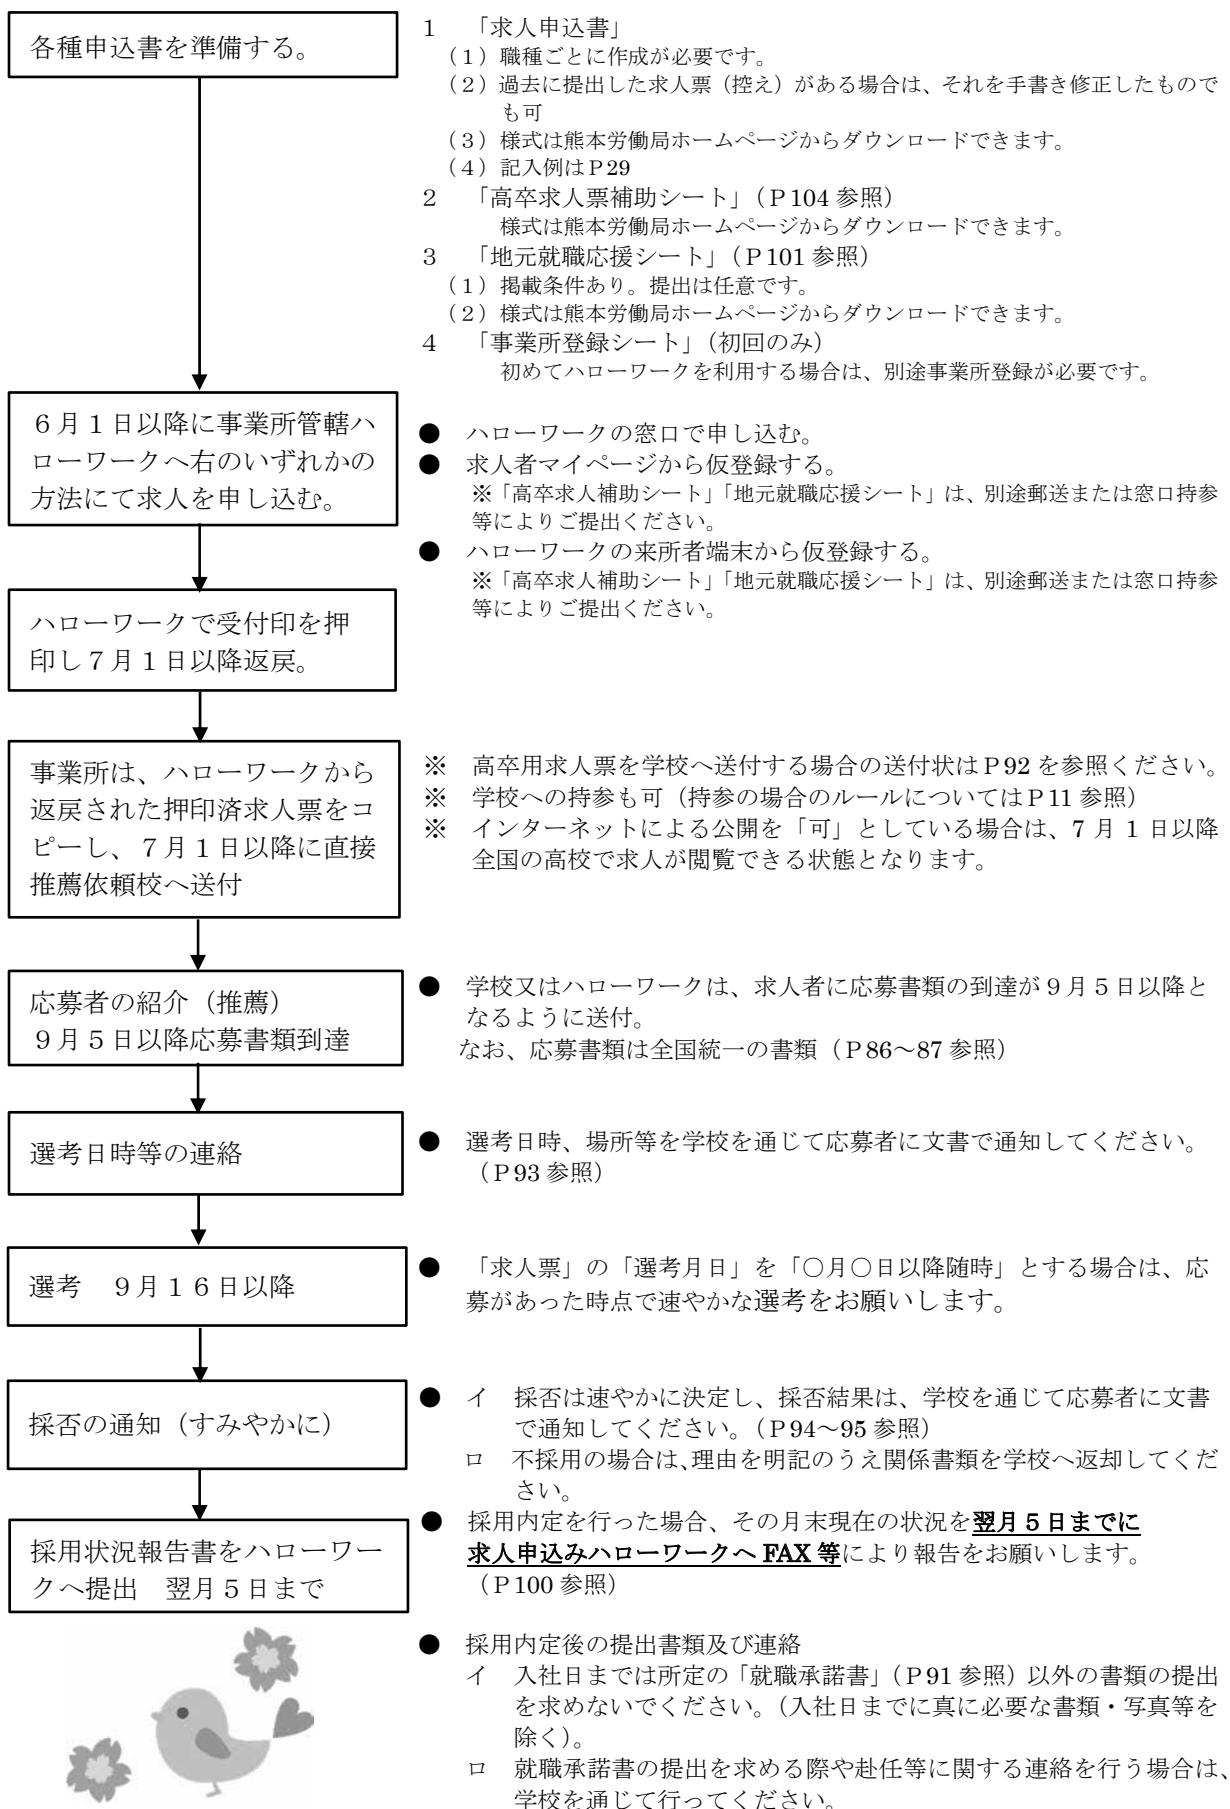 各種申込書を準備する。
1　「求人申込書」
（１）職種ごとに作成が必要です。
（２）過去に提出した求人票（控え）がある場合は、それを手書き修正したもので
も可
（３）様式は熊本労働局ホームページからダウンロードできます。
（４）記入例はＰ29
2　「高卒求人票補助シート」（Ｐ104 参照）
様式は熊本労働局ホームページからダウンロードできます。
3　「地元就職応援シート」（Ｐ101 参照）
（１）掲載条件あり。提出は任意です。
（２）様式は熊本労働局ホームページからダウンロードできます。
4　「事業所登録シート」（初回のみ）
初めてハローワークを利用する場合は、別途事業所登録が必要です。
６月１日以降に事業所管轄ハ
ローワークへ右のいずれかの
方法にて求人を申し込む。
●　ハローワークの窓口で申し込む。
●　求人者マイページから仮登録する。
※「高卒求人補助シート」「地元就職応援シート」は、別途郵送または窓口持参
等によりご提出ください。
●　ハローワークの来所者端末から仮登録する。
※「高卒求人補助シート」「地元就職応援シート」は、別途郵送または窓口持参
等によりご提出ください。
ハローワークで受付印を押
印し７月１日以降返戻。
事業所は、ハローワークから
返戻された押印済求人票をコ
ピーし、７月１日以降に直接
推薦依頼校へ送付
※　高卒用求人票を学校へ送付する場合の送付状はＰ92 を参照ください。
※　学校への持参も可（持参の場合のルールについてはＰ11 参照）
※　インターネットによる公開を「可」としている場合は、7 月 1 日以降
全国の高校で求人が閲覧できる状態となります。
応募者の紹介（推薦）
９月５日以降応募書類到達
●　学校又はハローワークは、求人者に応募書類の到達が９月５日以降と
なるように送付。
なお、応募書類は全国統一の書類（Ｐ86～87 参照）
選考日時等の連絡
●　選考日時、場所等を学校を通じて応募者に文書で通知してください。
（Ｐ93 参照）
選考　９月１６日以降
●　「求人票」の「選考月日」を「○月○日以降随時」とする場合は、応
募があった時点で速やかな選考をお願いします。
採否の通知（すみやかに）
●　イ　採否は速やかに決定し、採否結果は、学校を通じて応募者に文書
で通知してください。（Ｐ94～95 参照）
ロ　不採用の場合は、理由を明記のうえ関係書類を学校へ返却してくだ
さい。
採用状況報告書をハローワー
クへ提出　翌月５日まで
●　採用内定を行った場合、その月末現在の状況を翌月５日までに
求人申込みハローワークへ FAX 等により報告をお願いします。
（Ｐ100 参照）
●　採用内定後の提出書類及び連絡
イ　入社日までは所定の「就職承諾書」（Ｐ91 参照）以外の書類の提出
を求めないでください。（入社日までに真に必要な書類・写真等を
除く）。
ロ　就職承諾書の提出を求める際や赴任等に関する連絡を行う場合は、
学校を通じて行ってください。